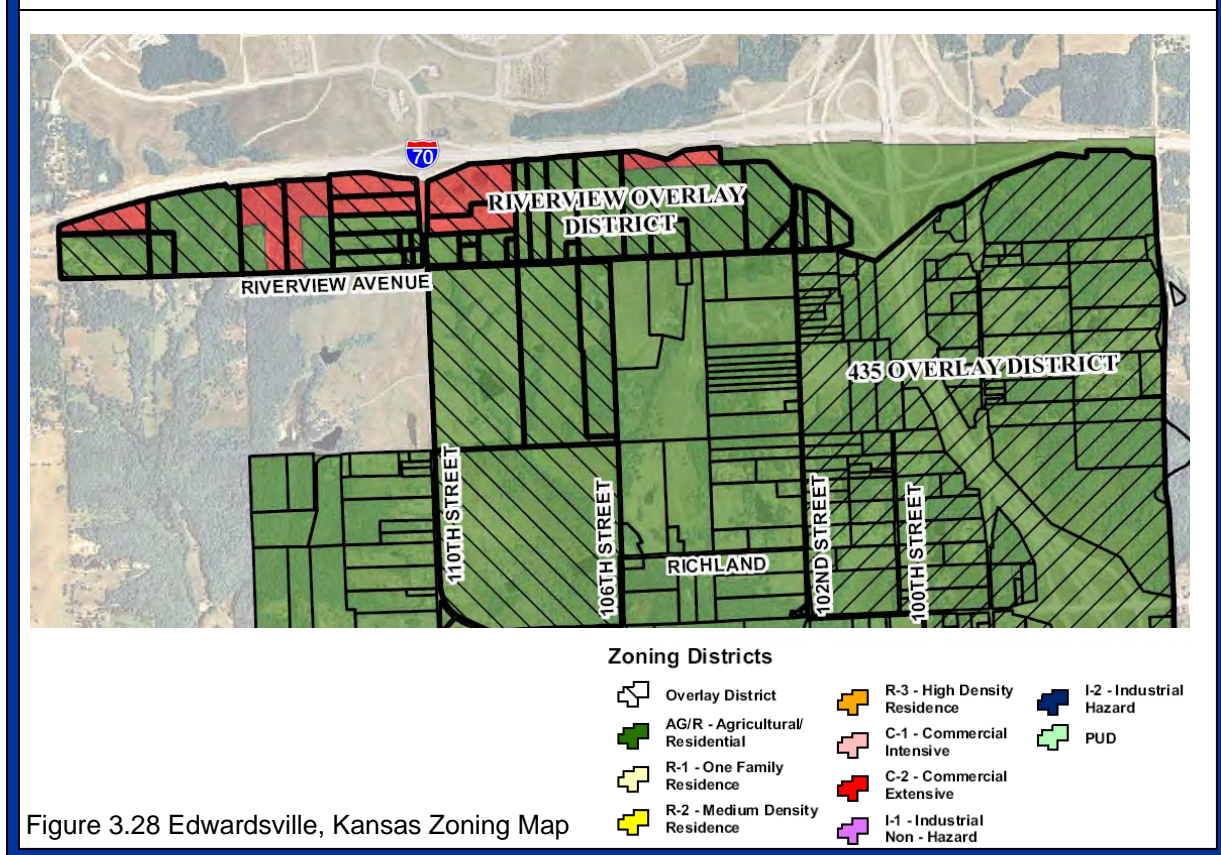 70
RIVERVIEW OVERLAY
DISTRICT
RIVERVIEW AVENUE
435 OVERLAY DISTRICT
110TH STREET
106TH STREET
RICHLAND
102ND STREET
100TH STREET
Zoning Districts
Overlay District
AG/R - Agricultural/
Residential
R-1 - One Family
Residence
R-2 - Medium Density
Residence
R-3 - High Density
Residence
C-1 - Commercial
Intensive
C-2 - Commercial
Extensive
I-1 - Industrial
Non - Hazard
I-2 - Industrial
Hazard
PUD
Figure 3.28 Edwardsville, Kansas Zoning Map